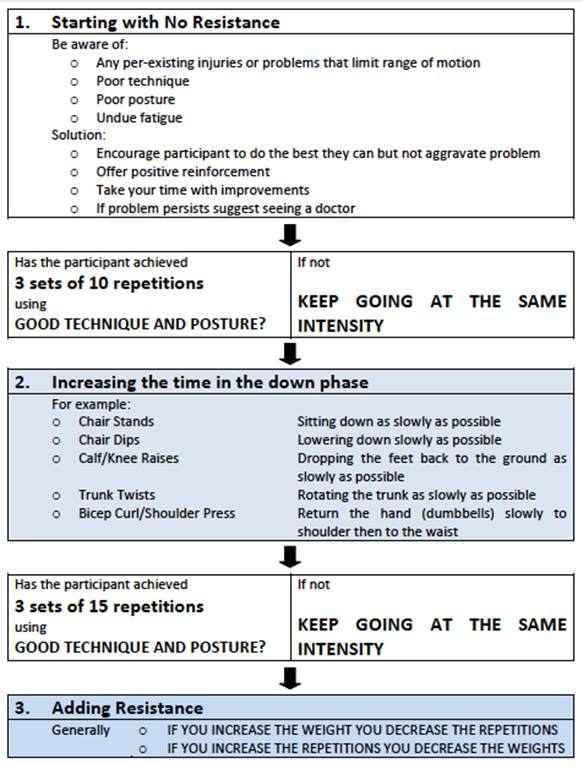 1. Starting with No Resistance
Be aware of:
o Any per-existing injuries or problems that limit range of motion
o Poor technique
o Poor posture
o Undue fatigue
Solution:
o Encourage participant to do the best they can but not aggravate problem
o Offer positive reinforcement
o Take your time with improvements
o If problem persists suggest seeing a doctor
Has the participant achieved
3 sets of 10 repetitions
using
GOOD TECHNIQUE AND POSTURE?
If not
KEEP GOING AT THE SAME
INTENSITY
2. Increasing the time in the down phase
For example:
o Chair Stands Sitting down as slowly as possible
o Chair Dips Lowering down slowly as possible
o Calf/Knee Raises Dropping the feet back to the ground as
slowly as possible
o Trunk Twists Rotating the trunk as slowly as possible
o Bicep Curl/Shoulder Press Return the hand (dumbbells) slowly to
shoulder then to the waist
Has the participant achieved
3 sets of 15 repetitions
using
GOOD TECHNIQUE AND POSTURE?
If not
KEEP GOING AT THE SAME
INTENSITY
3. Adding Resistance
Generally o IF YOU INCREASE THE WEIGHT YOU DECREASE THE REPETITIONS
o IF YOU INCREASE THE REPETITIONS YOU DECREASE THE WEIGHTS